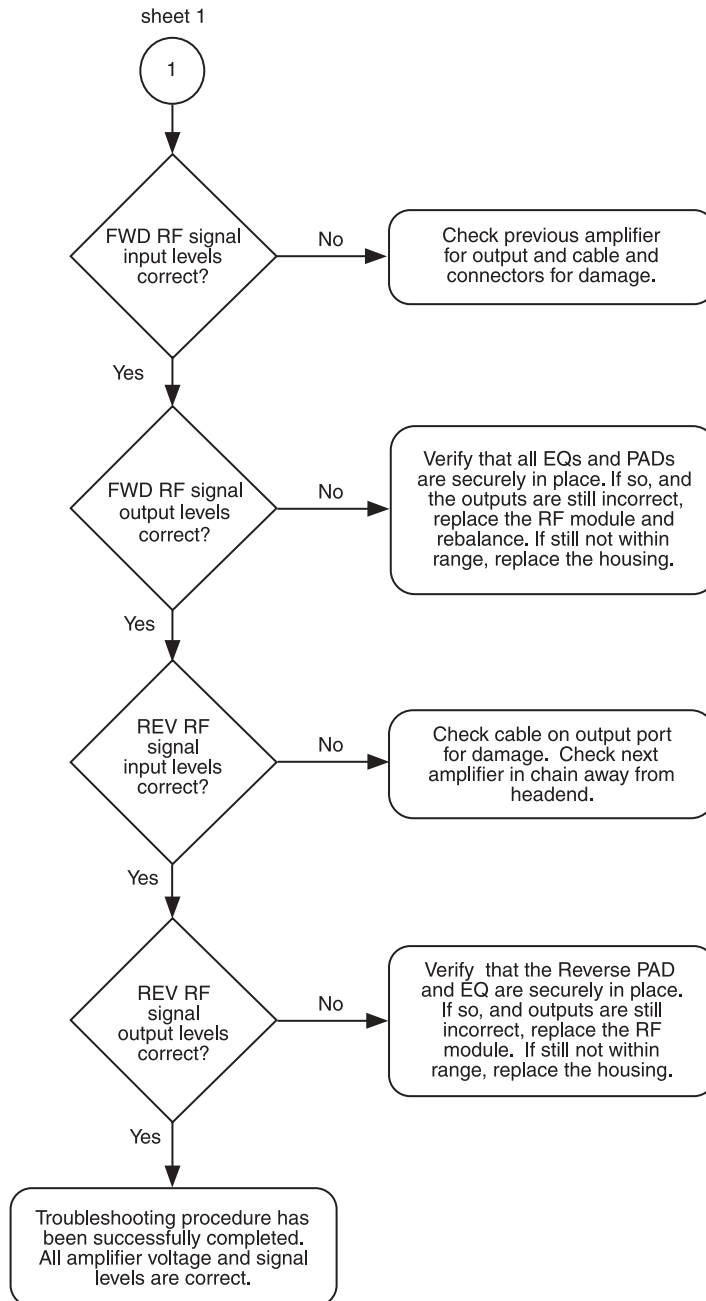 sheet 1
1
FWD RF signal
input levels
correct?
No
Check previous amplifier
for output and cable and
connectors for damage.
Yes
FWD RF signal
output levels
correct?
No
Verify that all EQs and PADs
are securely in place. If so, and
the outputs are still incorrect,
replace the RF module and
rebalance. If still not within
range, replace the housing.
Yes
REV RF
signal
input levels
correct?
No
Check cable on output port
for damage.  Check next
amplifier in chain away from
headend.
Yes
REV RF
signal
output levels
correct?
No
Verify  that the Reverse PAD
and EQ are securely in place.
If so, and outputs are still
incorrect, replace the RF
module.  If still not within
range, replace the housing.
Yes
Troubleshooting procedure has
been successfully completed.
All amplifier voltage and signal
levels are correct.